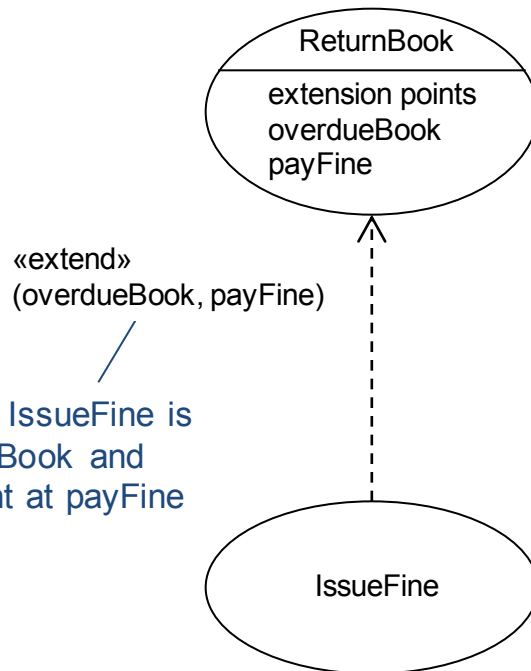 ReturnBook
extension points
overdueBook
payFine
«extend»
(overdueBook, payFine)
IssueFine is
Book and
at payFine
IssueFine